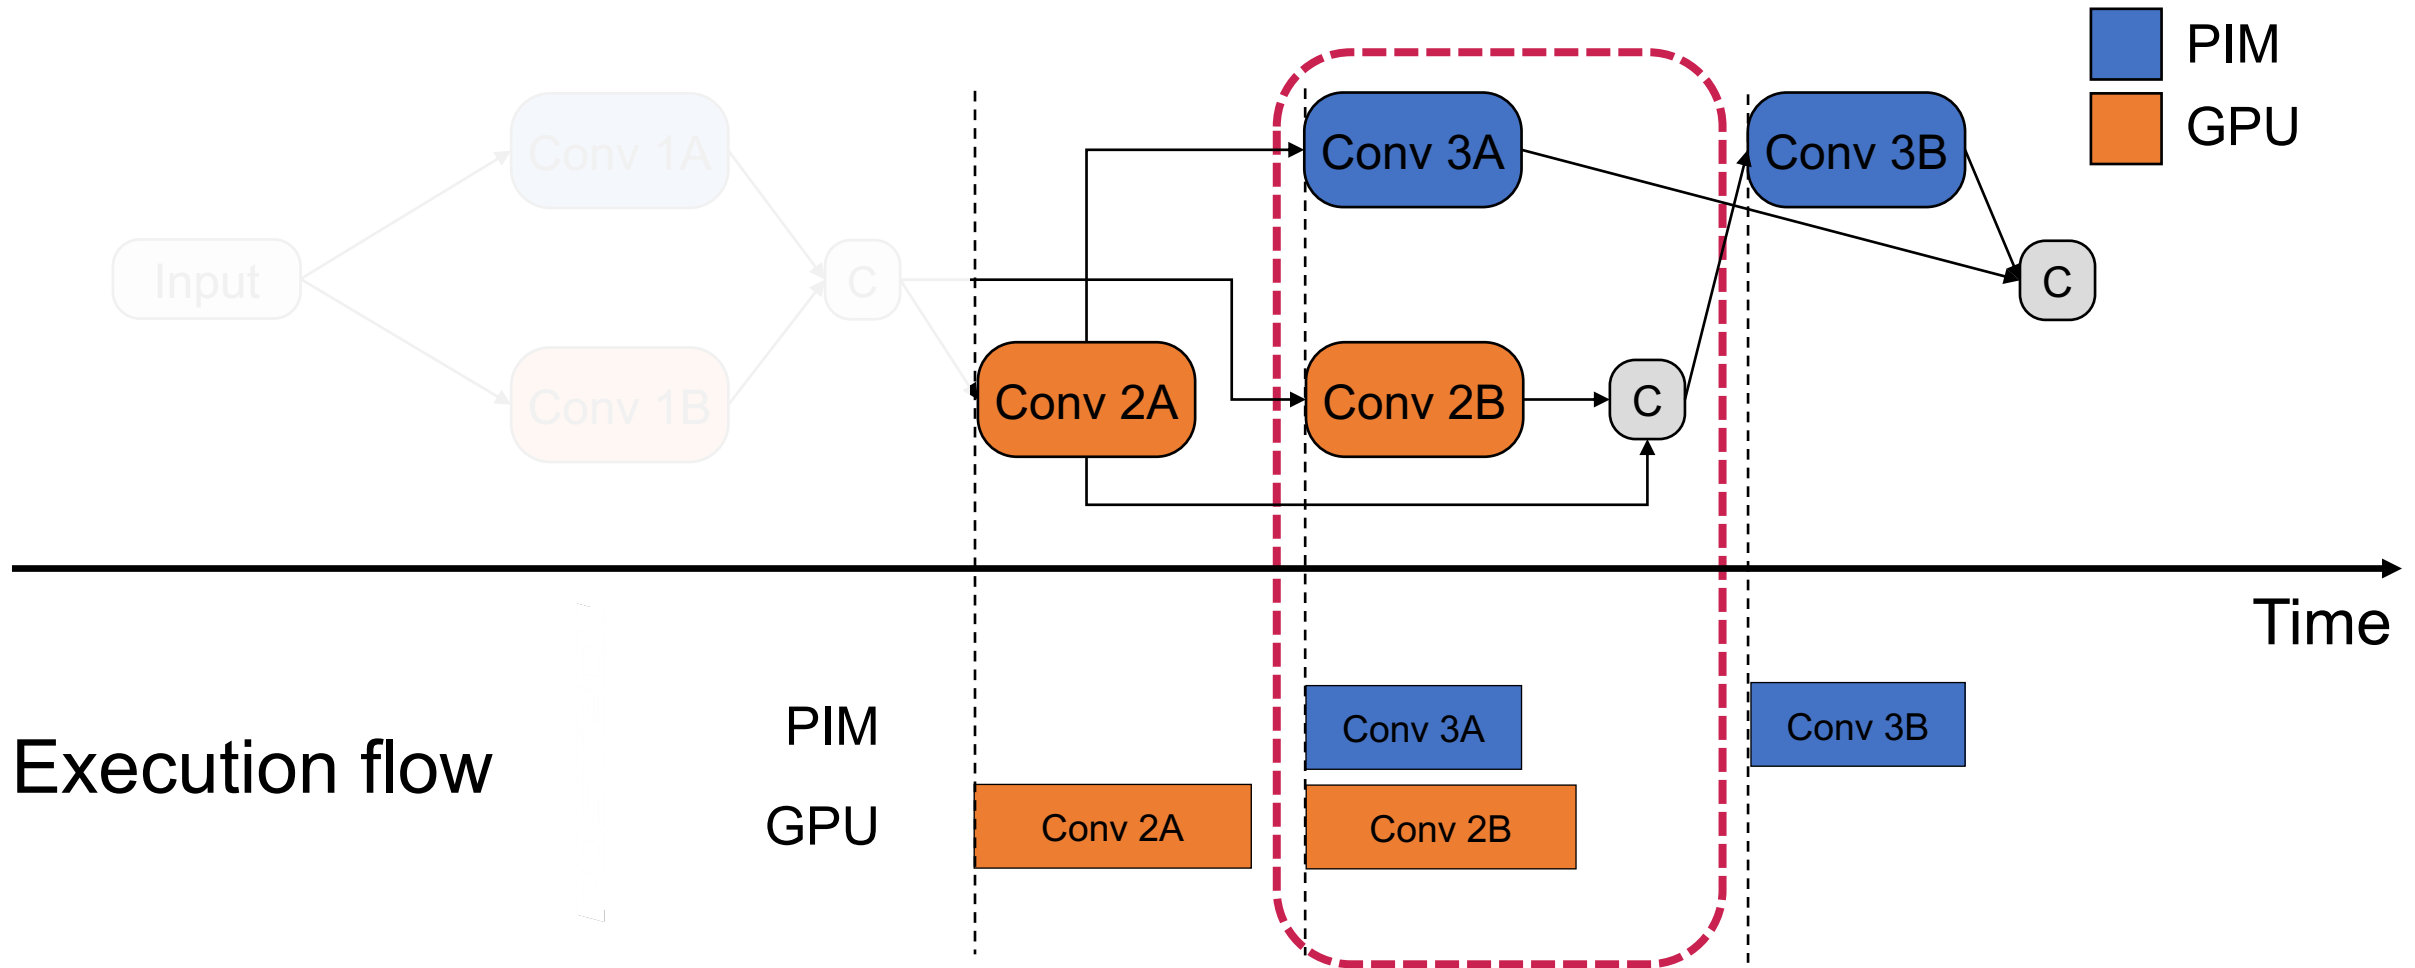 PIM
GPU
Conv 1A
Conv 3A
Conv 3B
Input
C
C
Conv 1B
Conv 2A
Conv 2B
C
Time
Execution flow
PIM
Conv 3A
Conv 3B
GPU
Conv 2A
Conv 2B